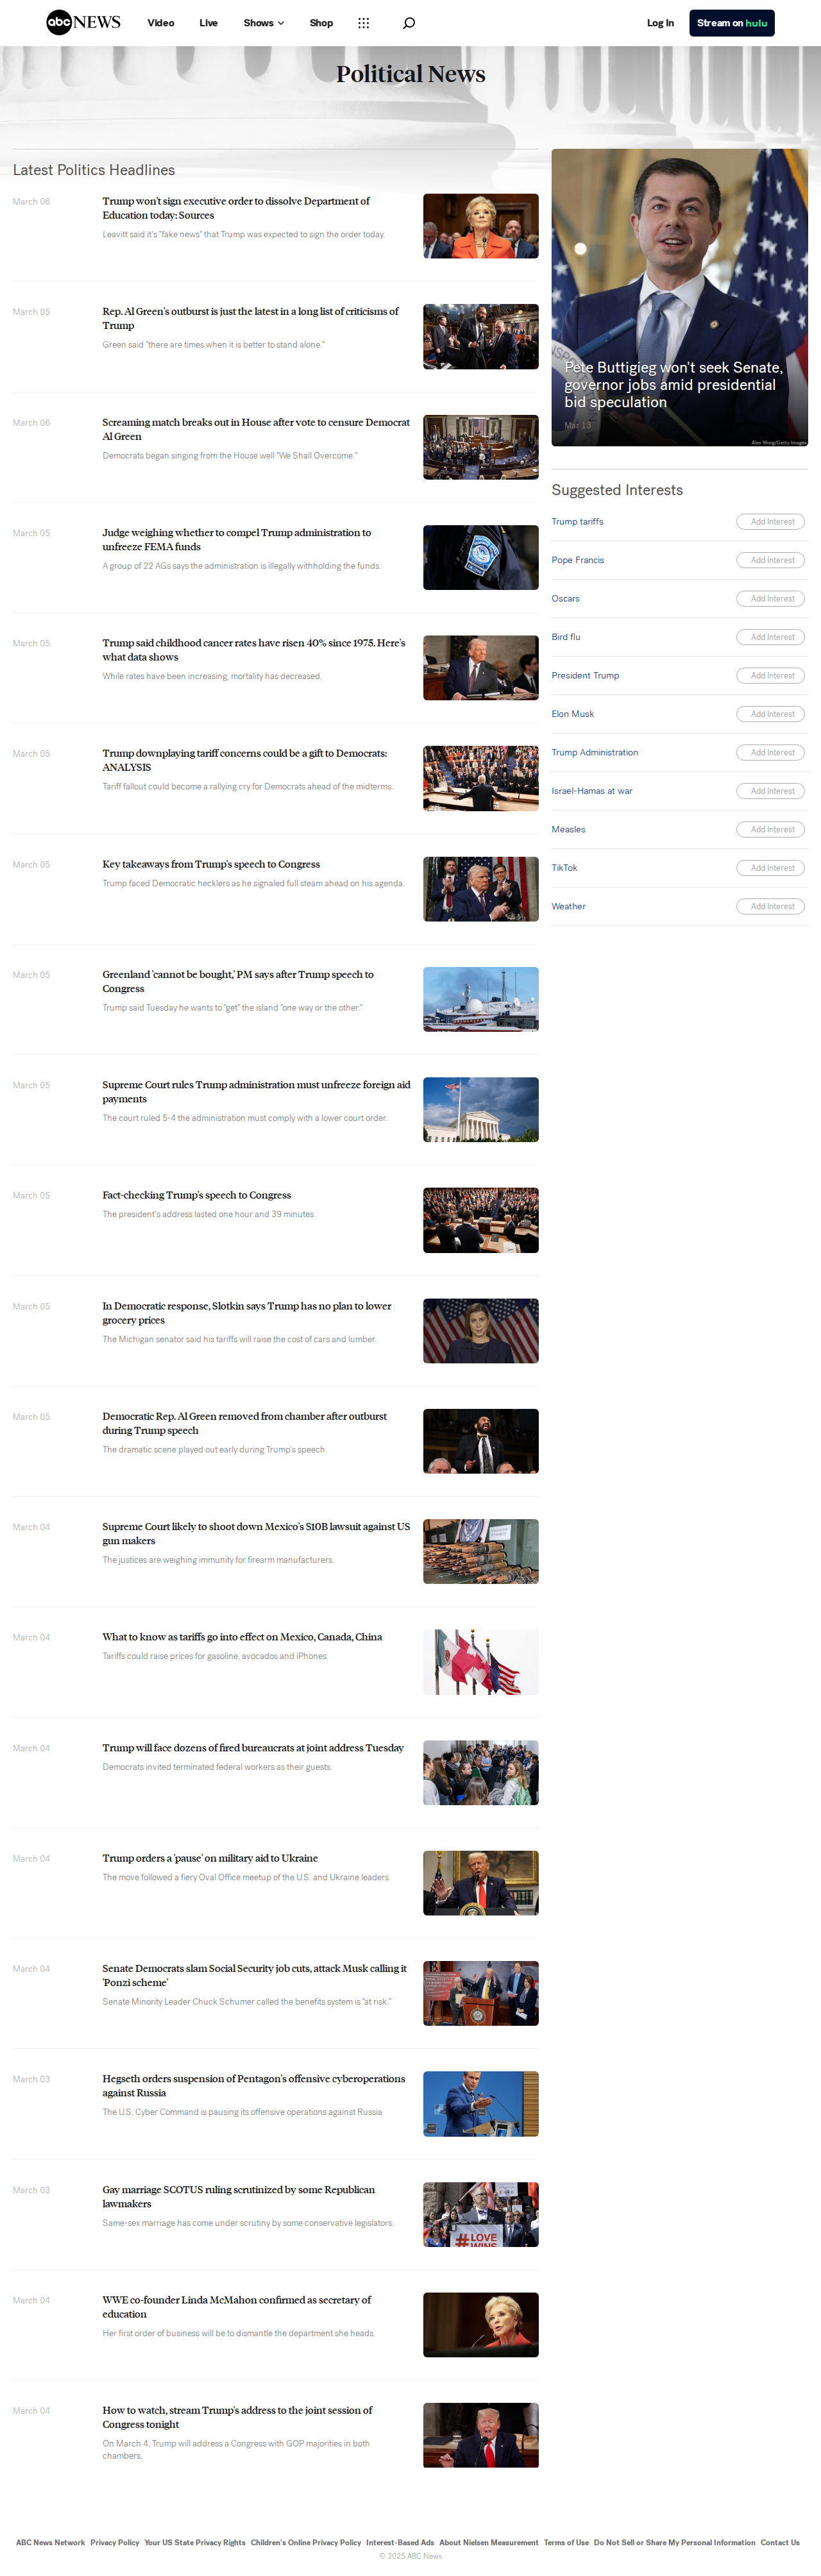 abc NEWS
Video
Live
Shows
Shop
Log In
Stream on hulu
Political News
Latest Politics Headlines
March 06
Trump won't sign executive order to dissolve Department of
Education today: Sources
Leavitt said it's "fake news" that Trump was expected to sign the order today.
March 05
Rep. Al Green's outburst is just the latest in a long list of criticisms of
Trump
Green said "there are times when it is better to stand alone."
March 06
Screaming match breaks out in House after vote to censure Democrat
Al Green
Democrats began singing from the House well "We Shall Overcome."
March 05
Judge weighing whether to compel Trump administration to
unfreeze FEMA funds
A group of 22 AGs says the administration is illegally withholding the funds.
March 05
Trump said childhood cancer rates have risen 40% since 1975. Here's
what data shows
While rates have been increasing, mortality has decreased.
March 05
Trump downplaying tariff concerns could be a gift to Democrats:
ANALYSIS
Tariff fallout could become a rallying cry for Democrats ahead of the midterms.
March 05
Key takeaways from Trump's speech to Congress
Trump faced Democratic hecklers as he signaled full steam ahead on his agenda.
March 05
Greenland 'cannot be bought,' PM says after Trump speech to
Congress
Trump said Tuesday he wants to "get" the island "one way or the other."
March 05
Supreme Court rules Trump administration must unfreeze foreign aid
payments
The court ruled 5-4 the administration must comply with a lower court order.
March 05
Fact-checking Trump's speech to Congress
The president's address lasted one hour and 39 minutes.
March 05
In Democratic response, Slotkin says Trump has no plan to lower
grocery prices
The Michigan senator said his tariffs will raise the cost of cars and lumber.
March 05
Democratic Rep. Al Green removed from chamber after outburst
during Trump speech
The dramatic scene played out early during Trump's speech.
March 04
Supreme Court likely to shoot down Mexico's $10B lawsuit against US
gun makers
The justices are weighing immunity for firearm manufacturers.
March 04
What to know as tariffs go into effect on Mexico, Canada, China
Tariffs could raise prices for gasoline, avocados and iPhones.
March 04
Trump will face dozens of fired bureaucrats at joint address Tuesday
Democrats invited terminated federal workers as their guests.
March 04
Trump orders a 'pause' on military aid to Ukraine
The move followed a fiery Oval Office meetup of the U.S. and Ukraine leaders.
March 04
Senate Democrats slam Social Security job cuts, attack Musk calling it
'Ponzi scheme'
Senate Minority Leader Chuck Schumer called the benefits system is "at risk."
March 03
Hegseth orders suspension of Pentagon's offensive cyberoperations
against Russia
The U.S. Cyber Command is pausing its offensive operations against Russia
March 03
Gay marriage SCOTUS ruling scrutinized by some Republican
lawmakers
Same-sex marriage has come under scrutiny by some conservative legislators.
#LOVE
WINS
March 04
WWE co-founder Linda McMahon confirmed as secretary of
education
Her first order of business will be to dismantle the department she heads.
March 04
How to watch, stream Trump's address to the joint session of
Congress tonight
On March 4, Trump will address a Congress with GOP majorities in both
chambers.
Pete Buttigieg won't seek Senate,
governor jobs amid presidential
bid speculation
Mar 13
Alex Wong/Getty Images
Suggested Interests
Trump tariffs
Add Interest
Pope Francis
Add Interest
Oscars
Add Interest
Bird flu
Add Interest
President Trump
Add Interest
Elon Musk
Add Interest
Trump Administration
Add Interest
Israel-Hamas at war
Add Interest
Measles
Add Interest
TikTok
Add Interest
Weather
Add Interest
ABC News Network Privacy Policy Your US State Privacy Rights Children's Online Privacy Policy Interest-Based Ads About Nielsen Measurement Terms of Use Do Not Sell or Share My Personal Information Contact Us
© 2025 ABC News